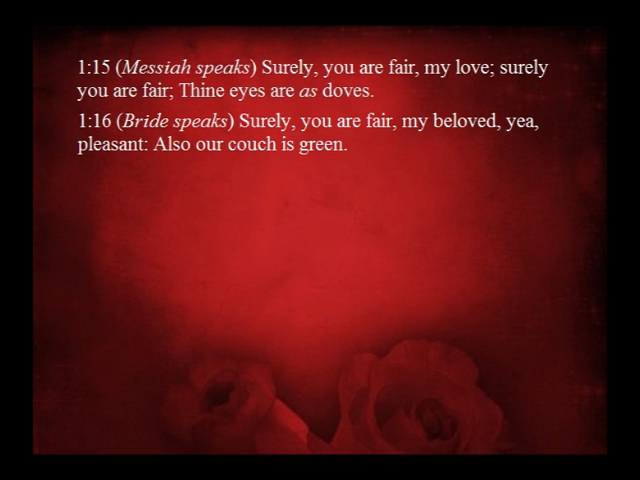 1:15 (Messiah speaks) Surely, you are fair, my love; surely
you are fair; Thine eyes are as doves.
1:16 (Bride speaks) Surely, you are fair, my beloved, yea,
pleasant: Also our couch is green.